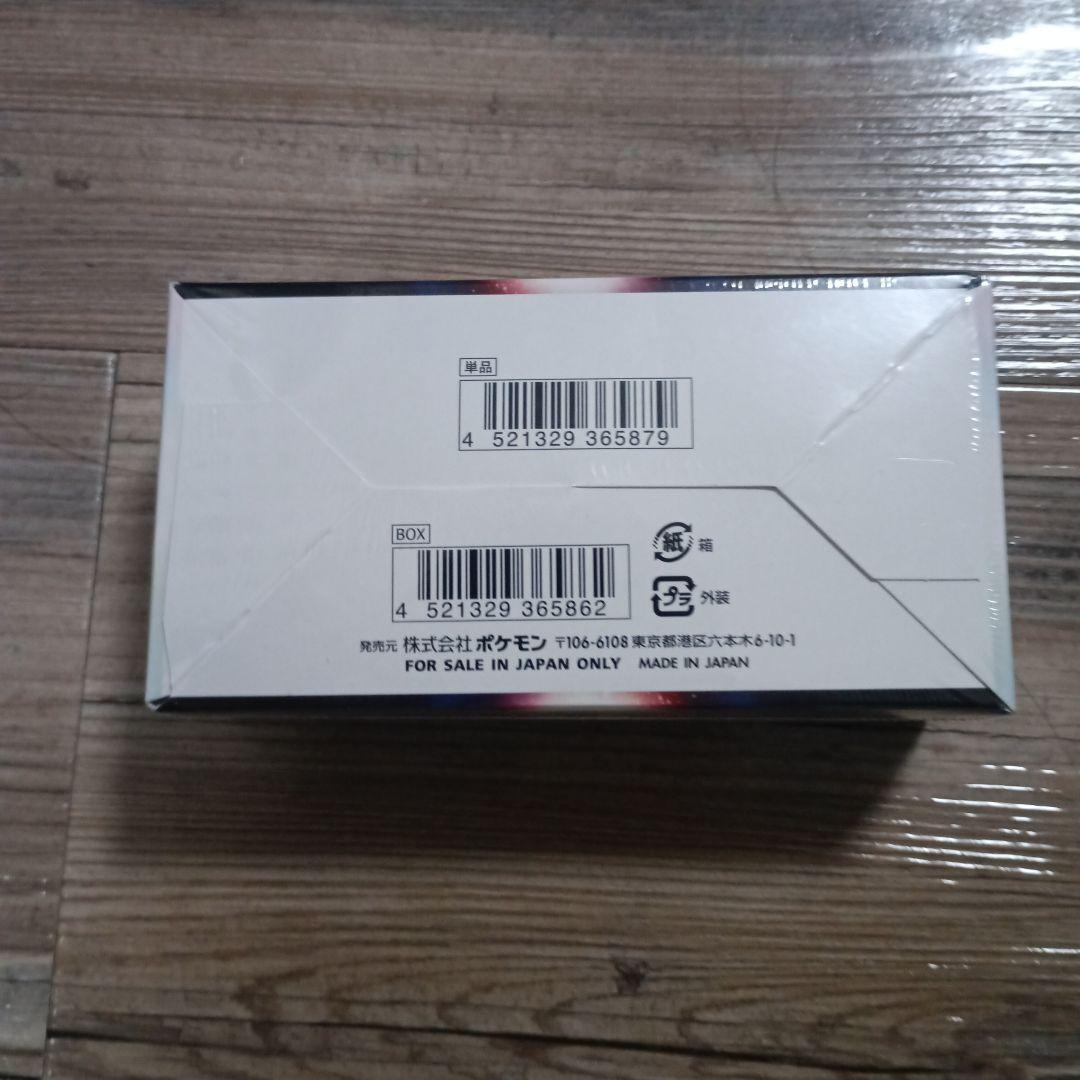 単品
4 521329 365879
BOX
4 521329 365862
紙 箱
プラ 外装
発売元 株式会社ポケモン 〒106-6108 東京都港区六本木6-10-1
FOR SALE IN JAPAN ONLY MADE IN JAPAN